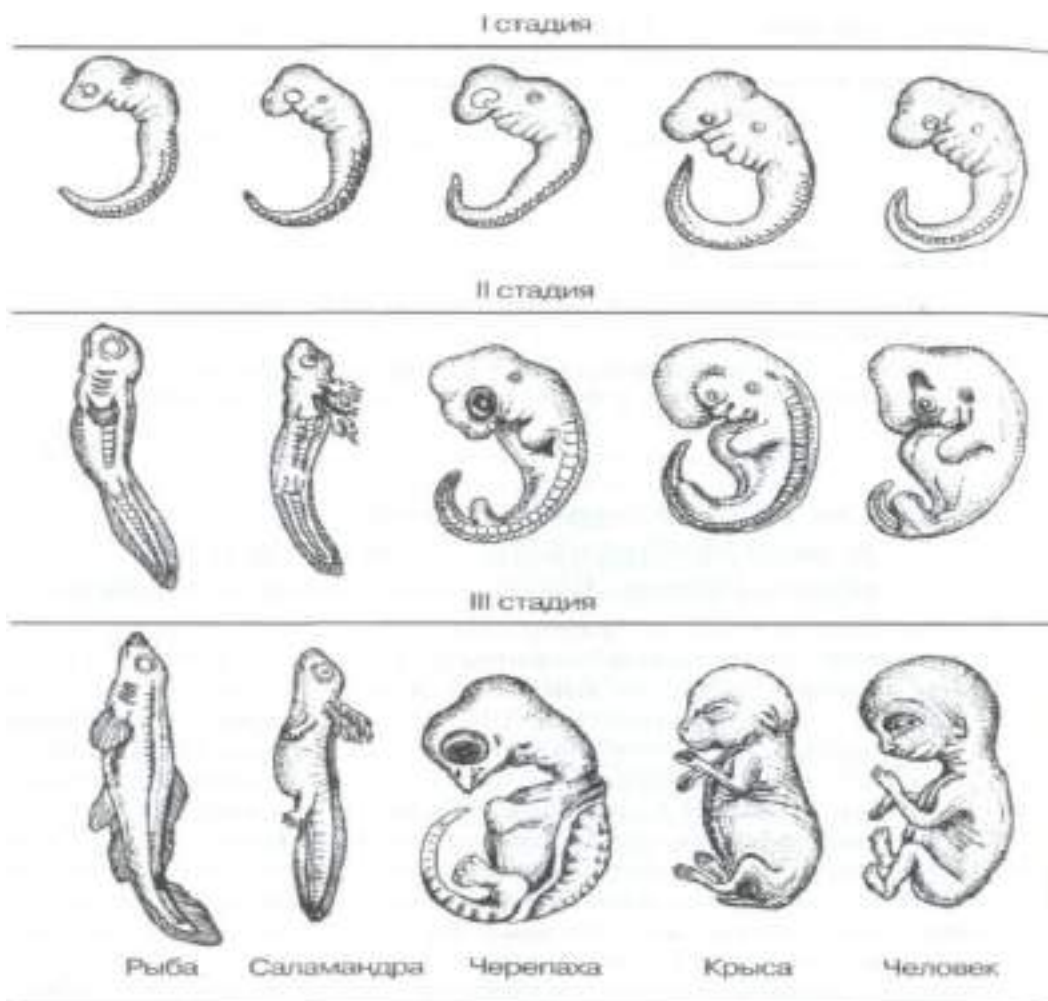 I стадия
II стадия
III стадия
Рыба Саламандра Черепаха Крыса Человек